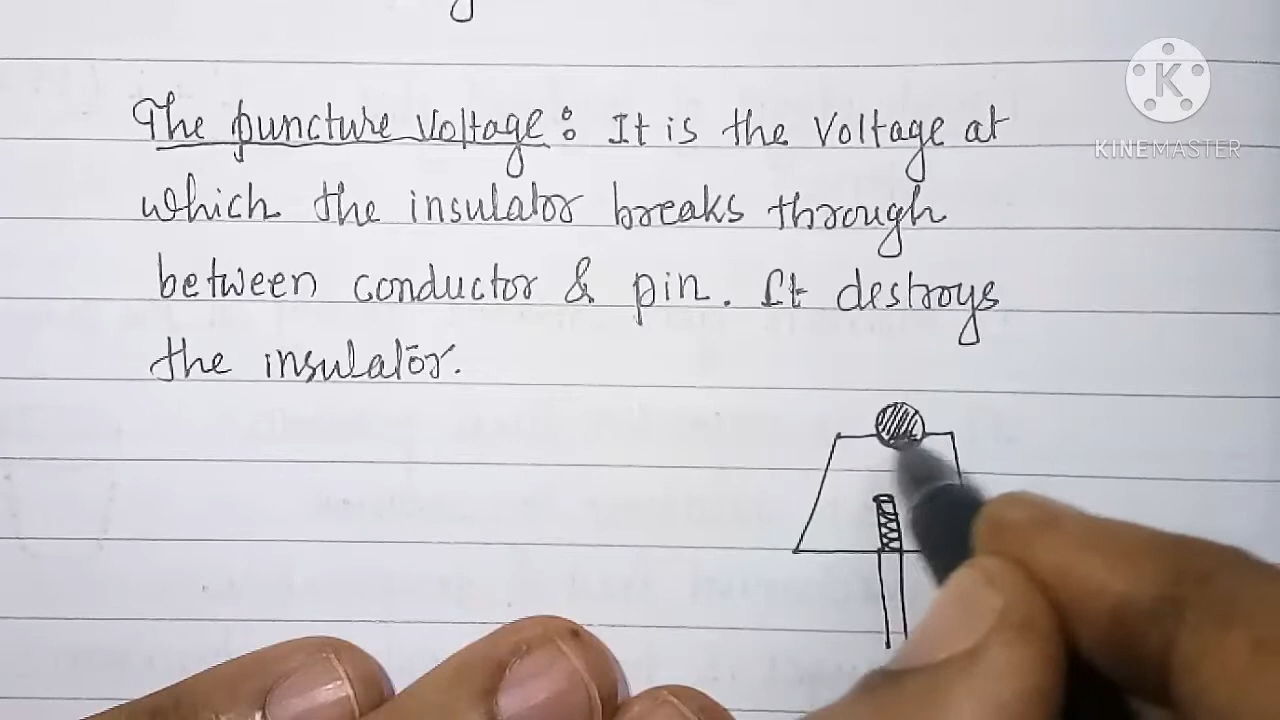 K
KINEMASTER
The puncture voltage: It is the voltage at
which the insulator breaks through
between conductor & pin. It destroys
the insulator.